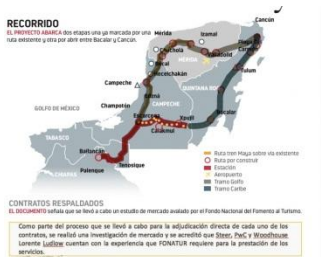 RECORRIDO
EL PROYECTO ABARCA dos etapas una ya marcada por una
ruta existente y otra por abrir entre Bacalar y Cancún.
Cancún
Mérida
Izamal
MÉRIDA
Valladolid
Carmen
Tulum
Hecelchakán
Campeche
QUINTANA ROO
GOLFO DE MÉXICO
Champotón
CAMPECHE
Bacalar
Escárcega
Xpujil
Calakmul
TABASCO
Balancán
Tenosique
Palenque
CHIAPAS
Ruta tren Maya sobre vía existente
Ruta por construir
Estación
Aeropuerto
Tramo Golfo
Tramo Caribe
CONTRATOS RESPALDADOS
EL DOCUMENTO señala que se llevó a cabo un estudio de mercado avalado por el Fondo Nacional del Fomento al Turismo.
Como parte del proceso que se llevó a cabo para la adjudicación directa de cada uno de los
contratos, se realizó una investigación de mercado y se acreditó que Steer, PwC y Woodhouse
Lorente Ludlow cuentan con la experiencia que FONATUR requiere para la prestación de los
servicios.